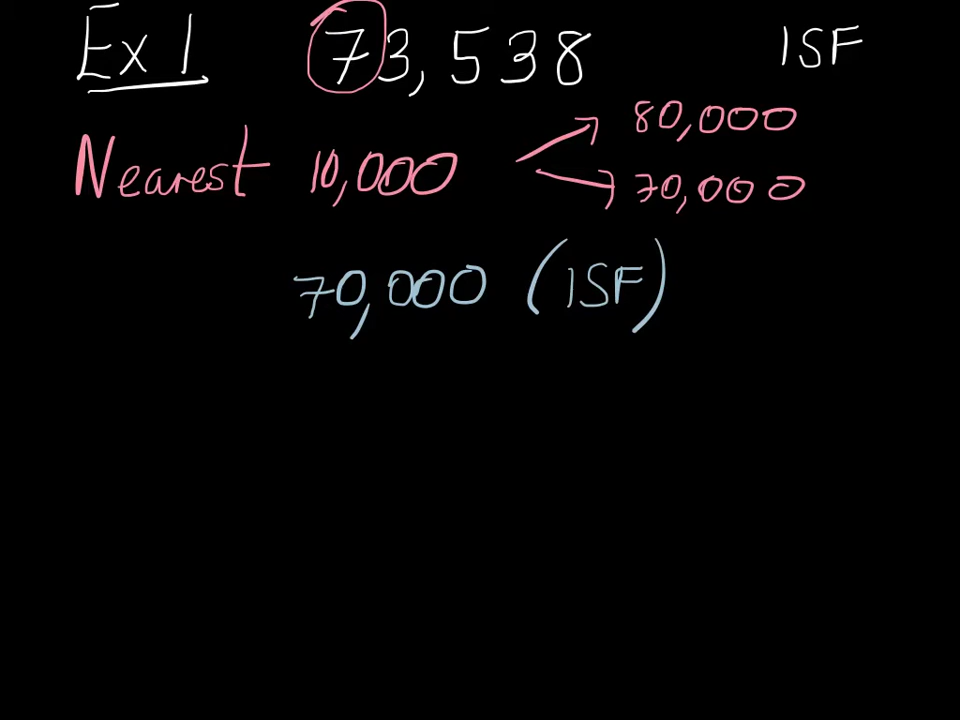 Ex 1 73,538 1SF
80,000
Nearest 10,000
70,000
70,000 (1SF)